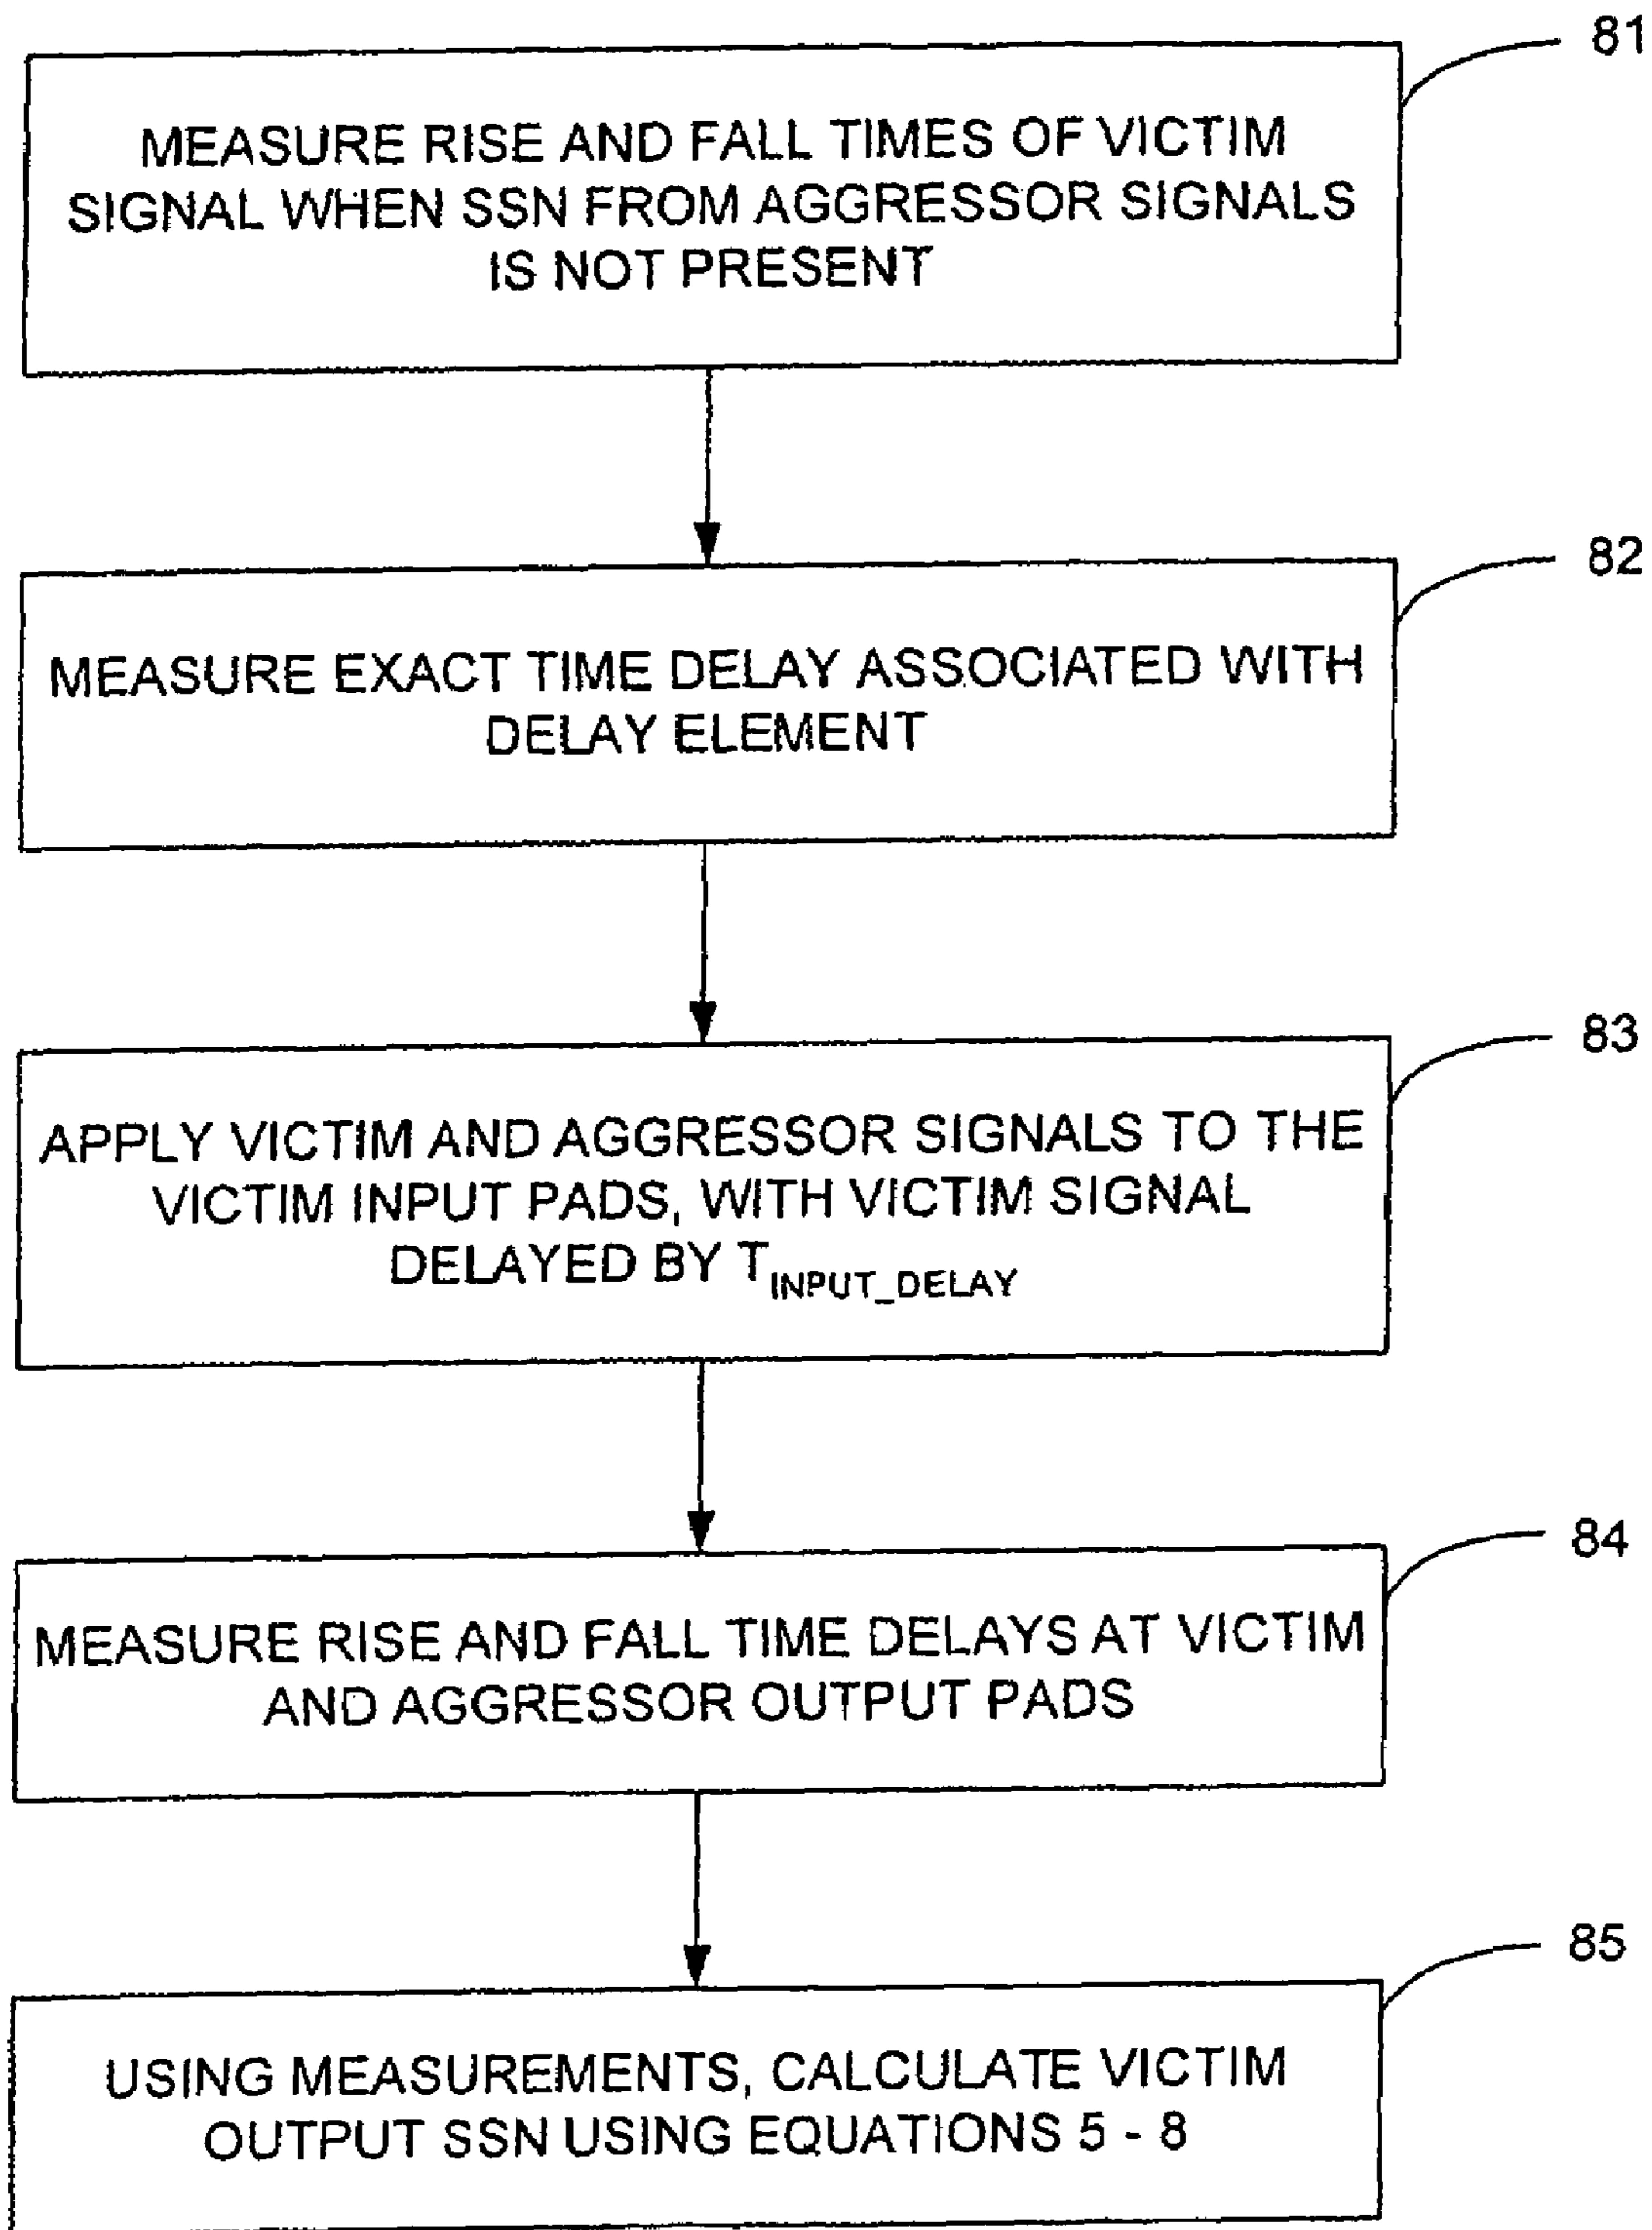 81
MEASURE RISE AND FALL TIMES OF VICTIM
SIGNAL WHEN SSN FROM AGGRESSOR SIGNALS
IS NOT PRESENT
82
MEASURE EXACT TIME DELAY ASSOCIATED WITH
DELAY ELEMENT
83
APPLY VICTIM AND AGGRESSOR SIGNALS TO THE
VICTIM INPUT PADS, WITH VICTIM SIGNAL
DELAYED BY T_INPUT_DELAY
84
MEASURE RISE AND FALL TIME DELAYS AT VICTIM
AND AGGRESSOR OUTPUT PADS
85
USING MEASUREMENTS, CALCULATE VICTIM
OUTPUT SSN USING EQUATIONS 5 - 8